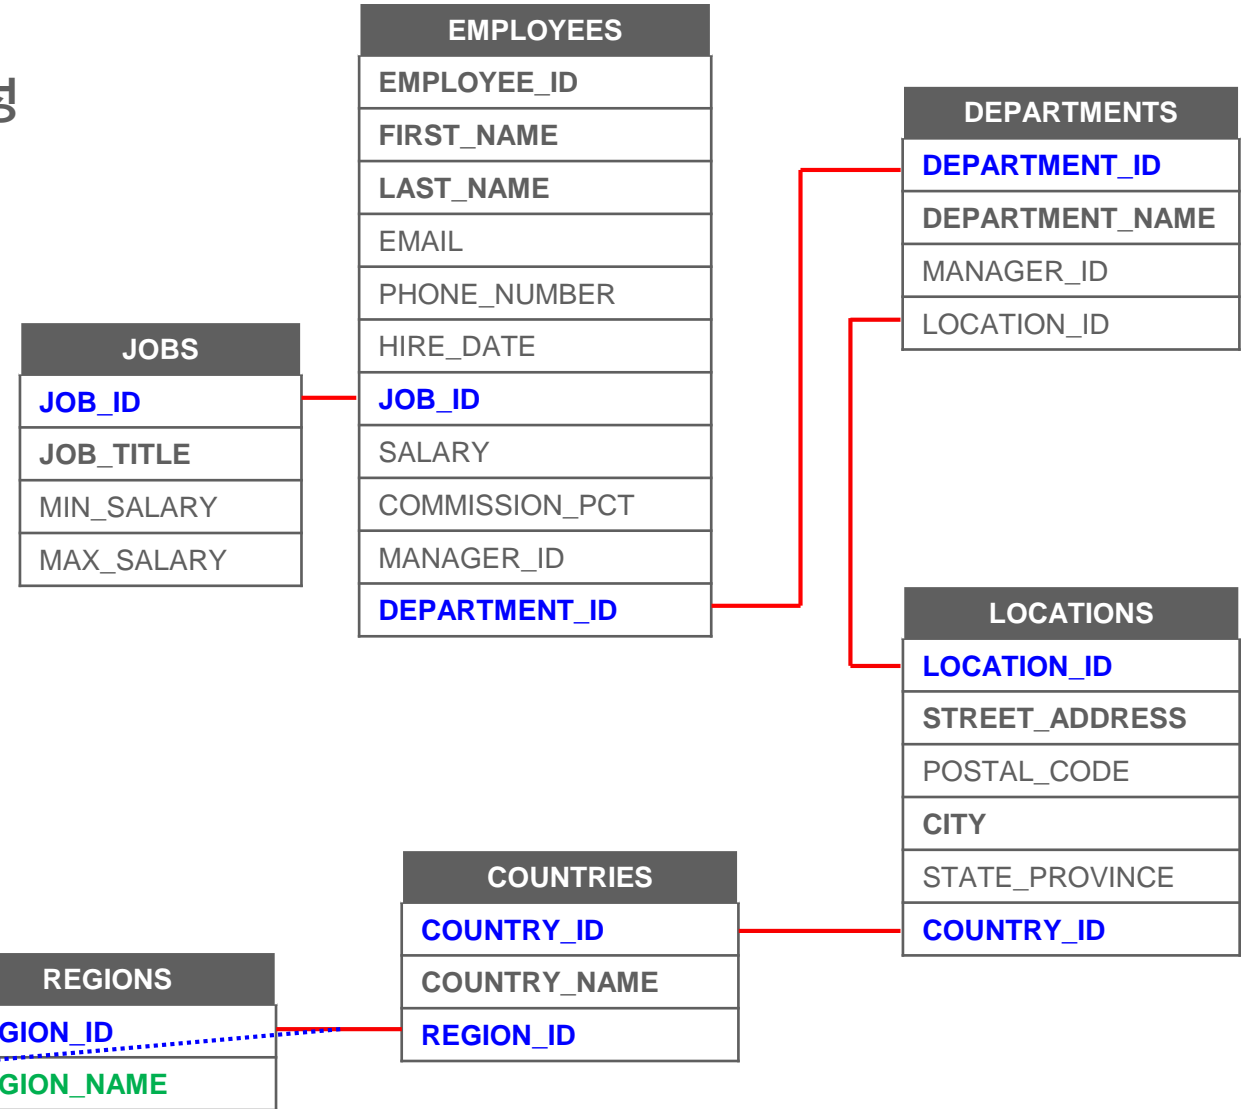 EMPLOYEES
EMPLOYEE_ID
FIRST_NAME
LAST_NAME
EMAIL
PHONE_NUMBER
HIRE_DATE
JOB_ID
SALARY
COMMISSION_PCT
MANAGER_ID
DEPARTMENT_ID
DEPARTMENTS
DEPARTMENT_ID
DEPARTMENT_NAME
MANAGER_ID
LOCATION_ID
JOBS
JOB_ID
JOB_TITLE
MIN_SALARY
MAX_SALARY
LOCATIONS
LOCATION_ID
STREET_ADDRESS
POSTAL_CODE
CITY
STATE_PROVINCE
COUNTRY_ID
COUNTRIES
COUNTRY_ID
COUNTRY_NAME
REGION_ID
REGIONS
GION_ID
GION_NAME